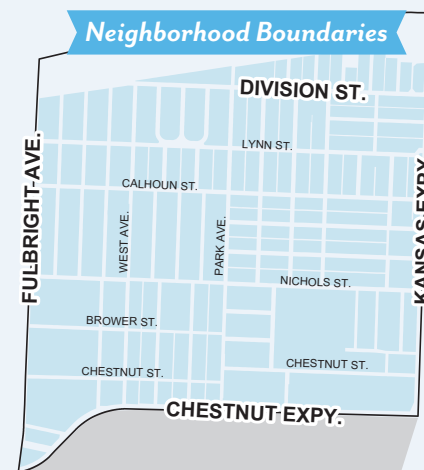 Neighborhood Boundaries
DIVISION ST.
LYNN ST.
CALHOUN ST.
FULBRIGHT AVE.
WEST AVE.
PARK AVE.
KANSAS EXPY.
NICHOLS ST.
BROWER ST.
CHESTNUT ST.
CHESTNUT ST.
CHESTNUT EXPY.